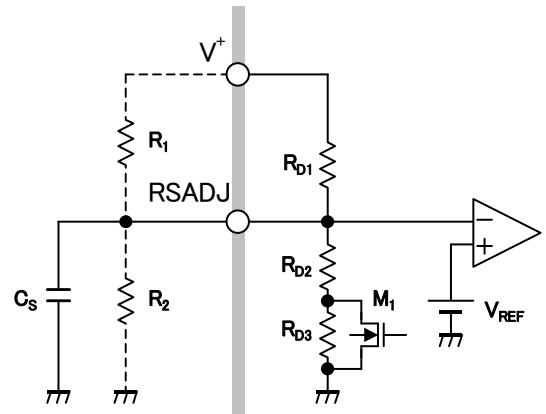 V+
R1
RD1
RSADJ
−
+
RD2
CS
R2
M1
RD3
VREF